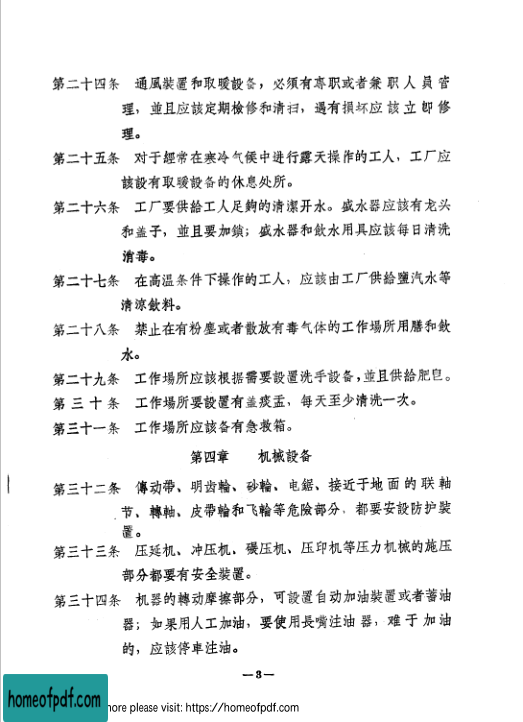 第二十四条 通風裝置和取暖設备，必須有專职或者兼职人員管
理，並且应該定期檢修和清扫，遇有損坏应該立即修
理。
第二十五条 对于經常在寒冷气候中进行露天操作的工人，工厂应
該設有取暖設备的休息处所。
第二十六条 工厂要供給工人足夠的清潔开水。盛水器应該有龙头
和盖子，並且要加鎖；盛水器和飲水用具应該每日清洗
消毒。
第二十七条 在高温条件下操作的工人，应該由工厂供給鹽汽水等
清凉飲料。
第二十八条 禁止在有粉塵或者散放有毒气体的工作場所用膳和飲
水。
第二十九条 工作場所应該根据需要設置洗手設备，並且供給肥皂。
第三十条 工作場所要設置有盖痰盂，每天至少清洗一次。
第三十一条 工作場所应該备有急救箱。
第四章 机械設备
第三十二条 傳动帶、明齿輪、砂輪、电鋸、接近于地面的联軸
节、轉軸、皮帶輪和飞輪等危險部分，都要安設防护裝
置。
第三十三条 压延机、冲压机、碾压机、压印机等压力机械的施压
部分都要有安全裝置。
第三十四条 机器的轉动摩擦部分，可設置自动加油裝置或者蓄油
器；如果用人工加油，要使用長嘴注油器，难于加油
的，应該停車注油。
—3—
homeofpdf.com
ore please visit: https://homeofpdf.com